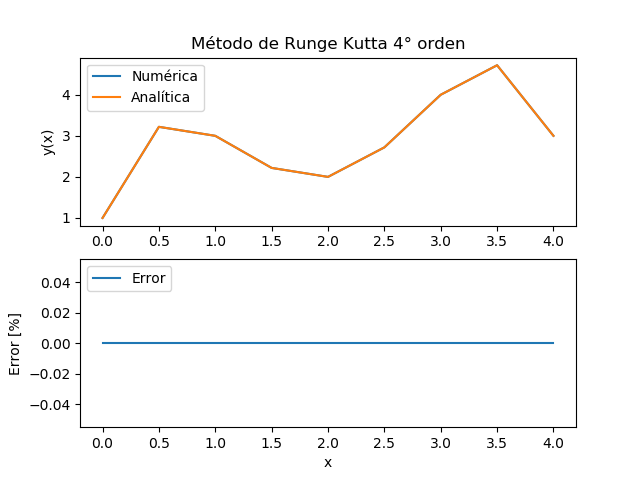 Método de Runge Kutta 4° orden
Numérica
Analítica
y(x)
4
3
2
1
0.0 0.5 1.0 1.5 2.0 2.5 3.0 3.5 4.0
Error
Error [%]
0.04
0.02
0.00
−0.02
−0.04
0.0 0.5 1.0 1.5 2.0 2.5 3.0 3.5 4.0
x